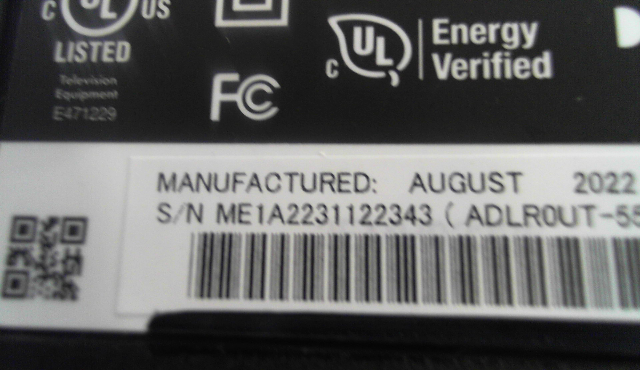 C UL US
LISTED
Television
Equipment
E471229
FC
C UL
Energy
Verified
MANUFACTURED: AUGUST 2022
S/N ME1A2231122343 ( ADLR0UT-55